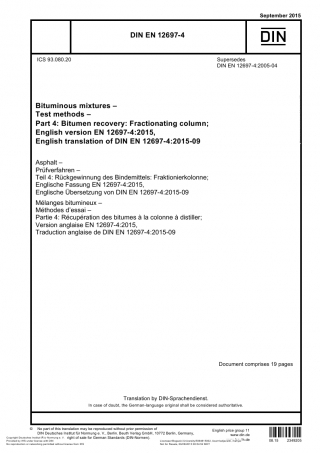 September 2015
DIN EN 12697-4
DIN
ICS 93.080.20
Supersedes
DIN EN 12697-4:2005-04
Bituminous mixtures –
Test methods –
Part 4: Bitumen recovery: Fractionating column;
English version EN 12697-4:2015,
English translation of DIN EN 12697-4:2015-09
Asphalt –
Prüfverfahren –
Teil 4: Rückgewinnung des Bindemittels: Fraktionierkolonne;
Englische Fassung EN 12697-4:2015,
Englische Übersetzung von DIN EN 12697-4:2015-09
Mélanges bitumineux –
Méthodes d'essai –
Partie 4: Récupération des bitumes à la colonne à distiller;
Version anglaise EN 12697-4:2015,
Traduction anglaise de DIN EN 12697-4:2015-09
Document comprises 19 pages
Translation by DIN-Sprachendienst.
In case of doubt, the German-language original shall be considered authoritative.
© No part of this translation may be reproduced without prior permission of
DIN Deutsches Institut für Normung e. V., Berlin. Beuth Verlag GmbH, 10772 Berlin, Germany,
right of sale for German Standards (DIN-Normen).
English price group 11
www.din.de